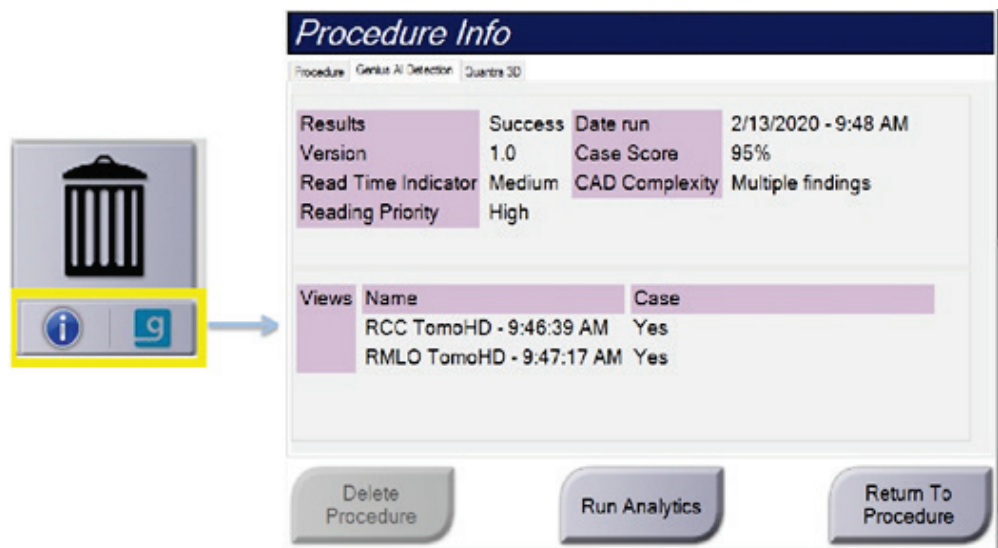 Procedure Info
Procedure Genius AI Detection Quantra 3D
Results Success Date run 2/13/2020 - 9:48 AM
Version 1.0 Case Score 95%
Read Time Indicator Medium CAD Complexity Multiple findings
Reading Priority High
Views Name Case
RCC TomoHD - 9:46:39 AM Yes
RMLO TomoHD - 9:47:17 AM Yes
i g
Delete
Procedure
Run Analytics
Return To
Procedure